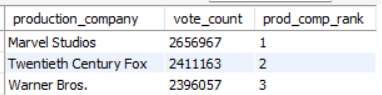 production_company vote_count prod_comp_rank
Marvel Studios 2656967 1
Twentieth Century Fox 2411163 2
Warner Bros. 2396057 3